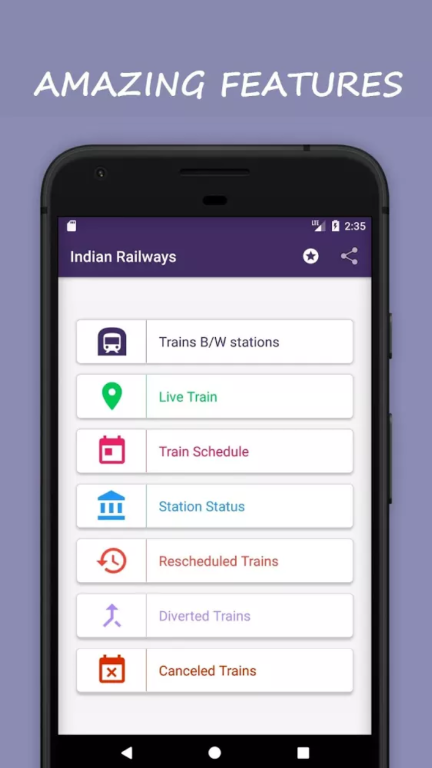 AMAZING FEATURES
LTE 2:35
Indian Railways
Trains B/W stations
Live Train
Train Schedule
Station Status
Rescheduled Trains
Diverted Trains
Canceled Trains